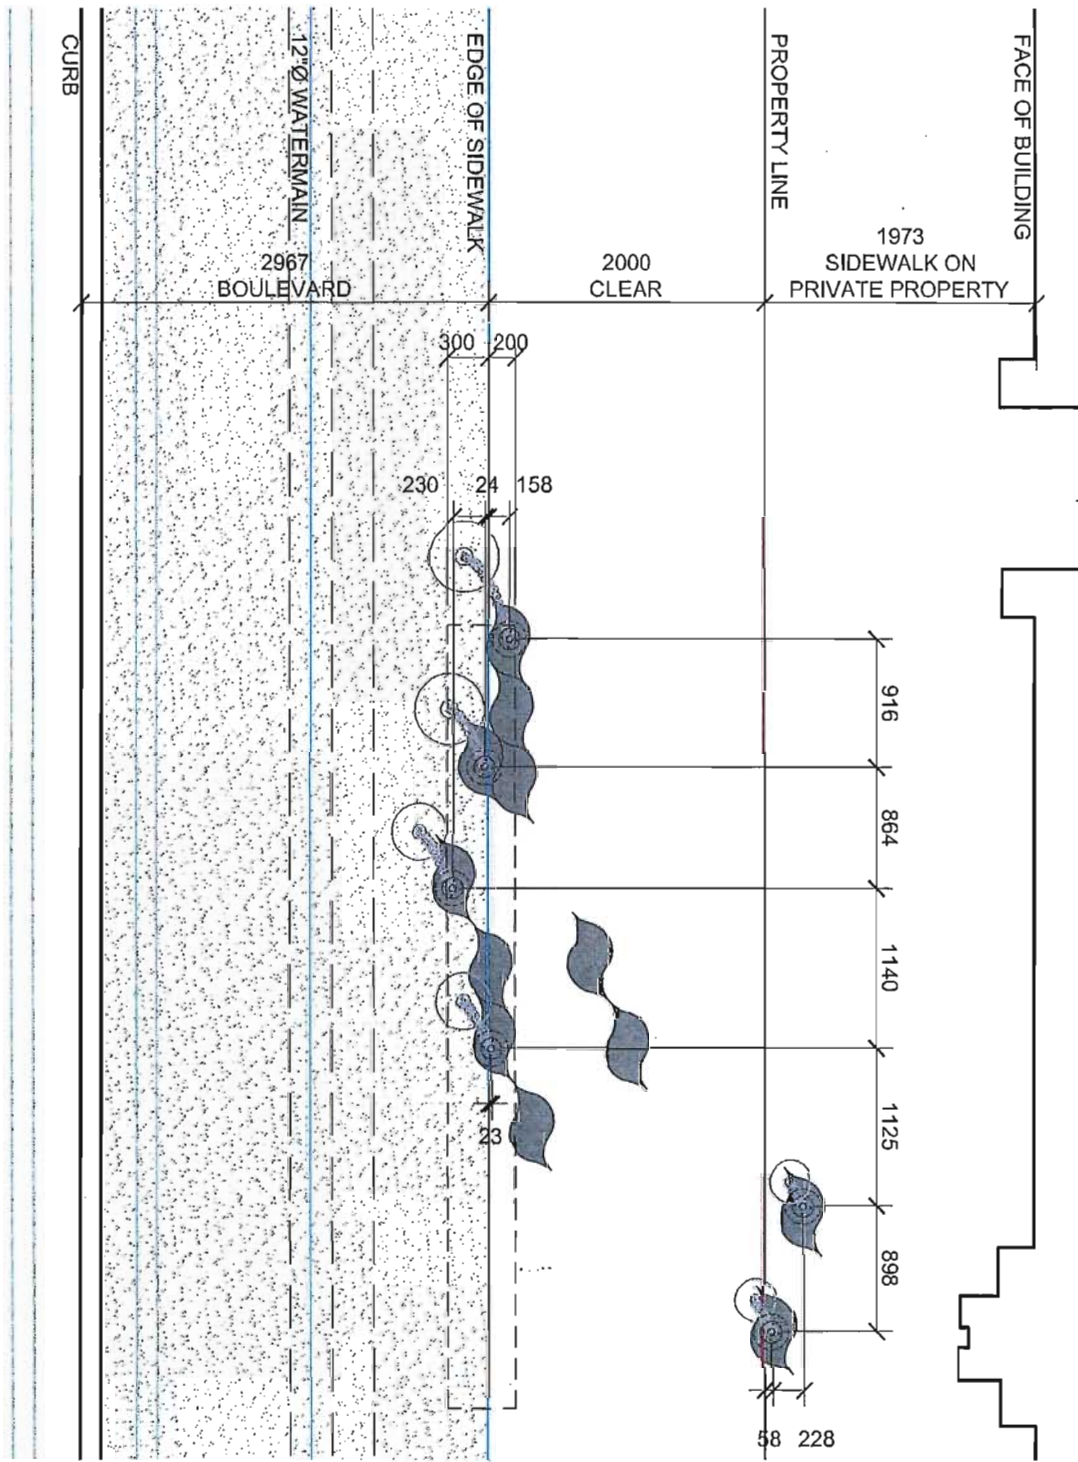 CURB
12"Ø WATERMAIN
EDGE OF SIDEWALK
PROPERTY LINE
FACE OF BUILDING
2967
BOULEVARD
2000
CLEAR
1973
SIDEWALK ON
PRIVATE PROPERTY
300
200
230
24
158
916
864
1140
1125
898
23
58
228